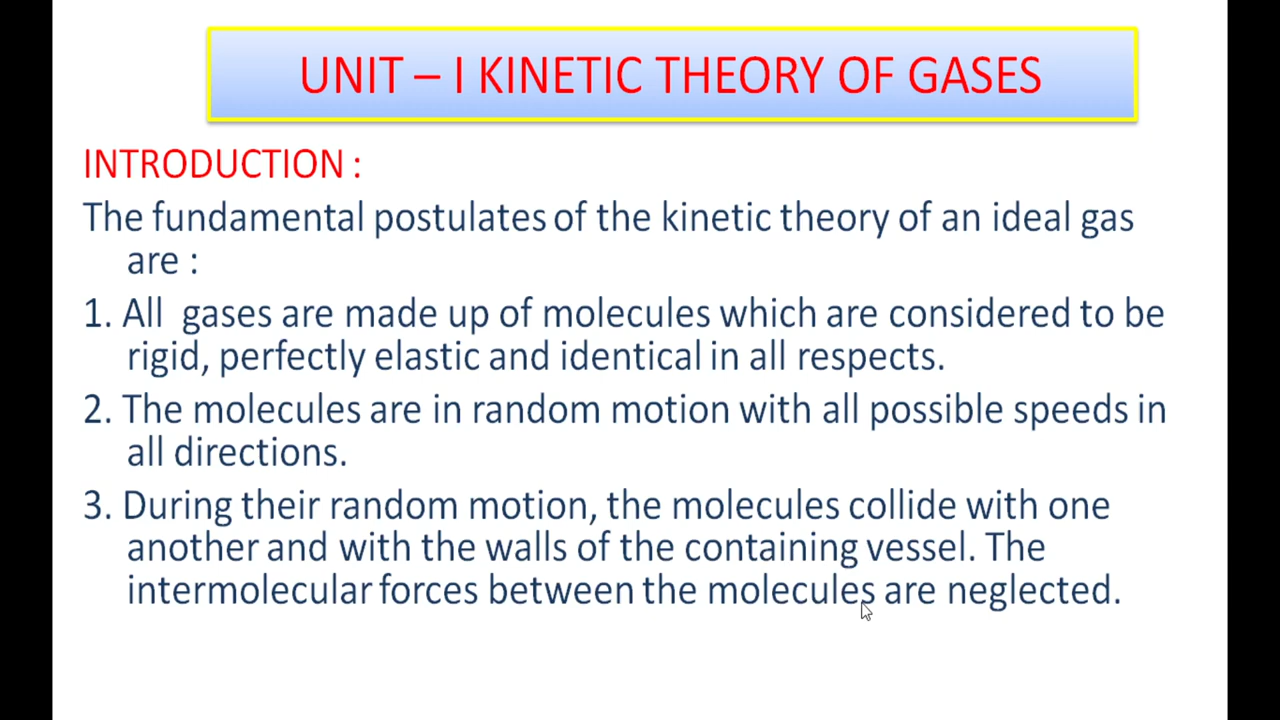 UNIT – I KINETIC THEORY OF GASES
INTRODUCTION :
The fundamental postulates of the kinetic theory of an ideal gas
are :
1. All  gases are made up of molecules which are considered to be
rigid, perfectly elastic and identical in all respects.
2. The molecules are in random motion with all possible speeds in
all directions.
3. During their random motion, the molecules collide with one
another and with the walls of the containing vessel. The
intermolecular forces between the molecules are neglected.